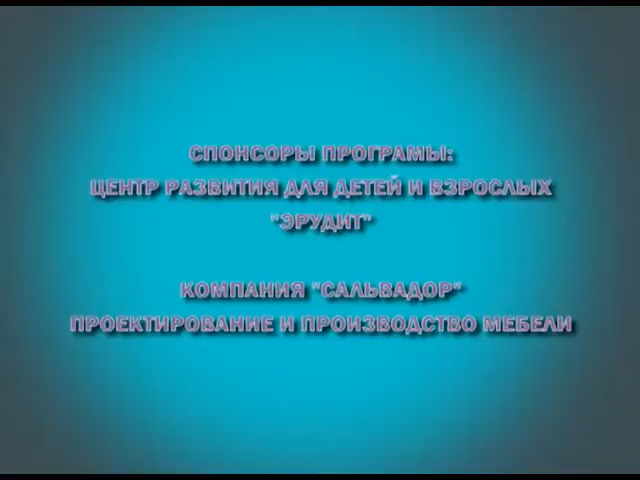 СПОНСОРЫ ПРОГРАМЫ:
ЦЕНТР РАЗВИТИЯ ДЛЯ ДЕТЕЙ И ВЗРОСЛЫХ
"ЭРУДИТ"
КОМПАНИЯ "САЛЬВАДОР"
ПРОЕКТИРОВАНИЕ И ПРОИЗВОДСТВО МЕБЕЛИ